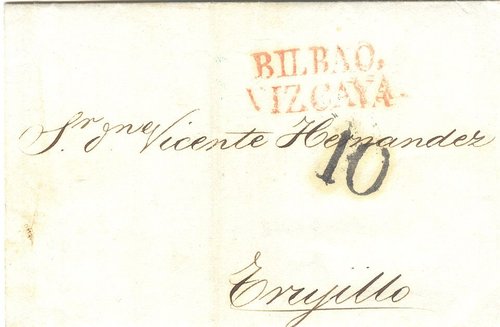 BILBAO,
VIZCAYA.
Sr. dn. Vicente Hernandez
10
Trujillo